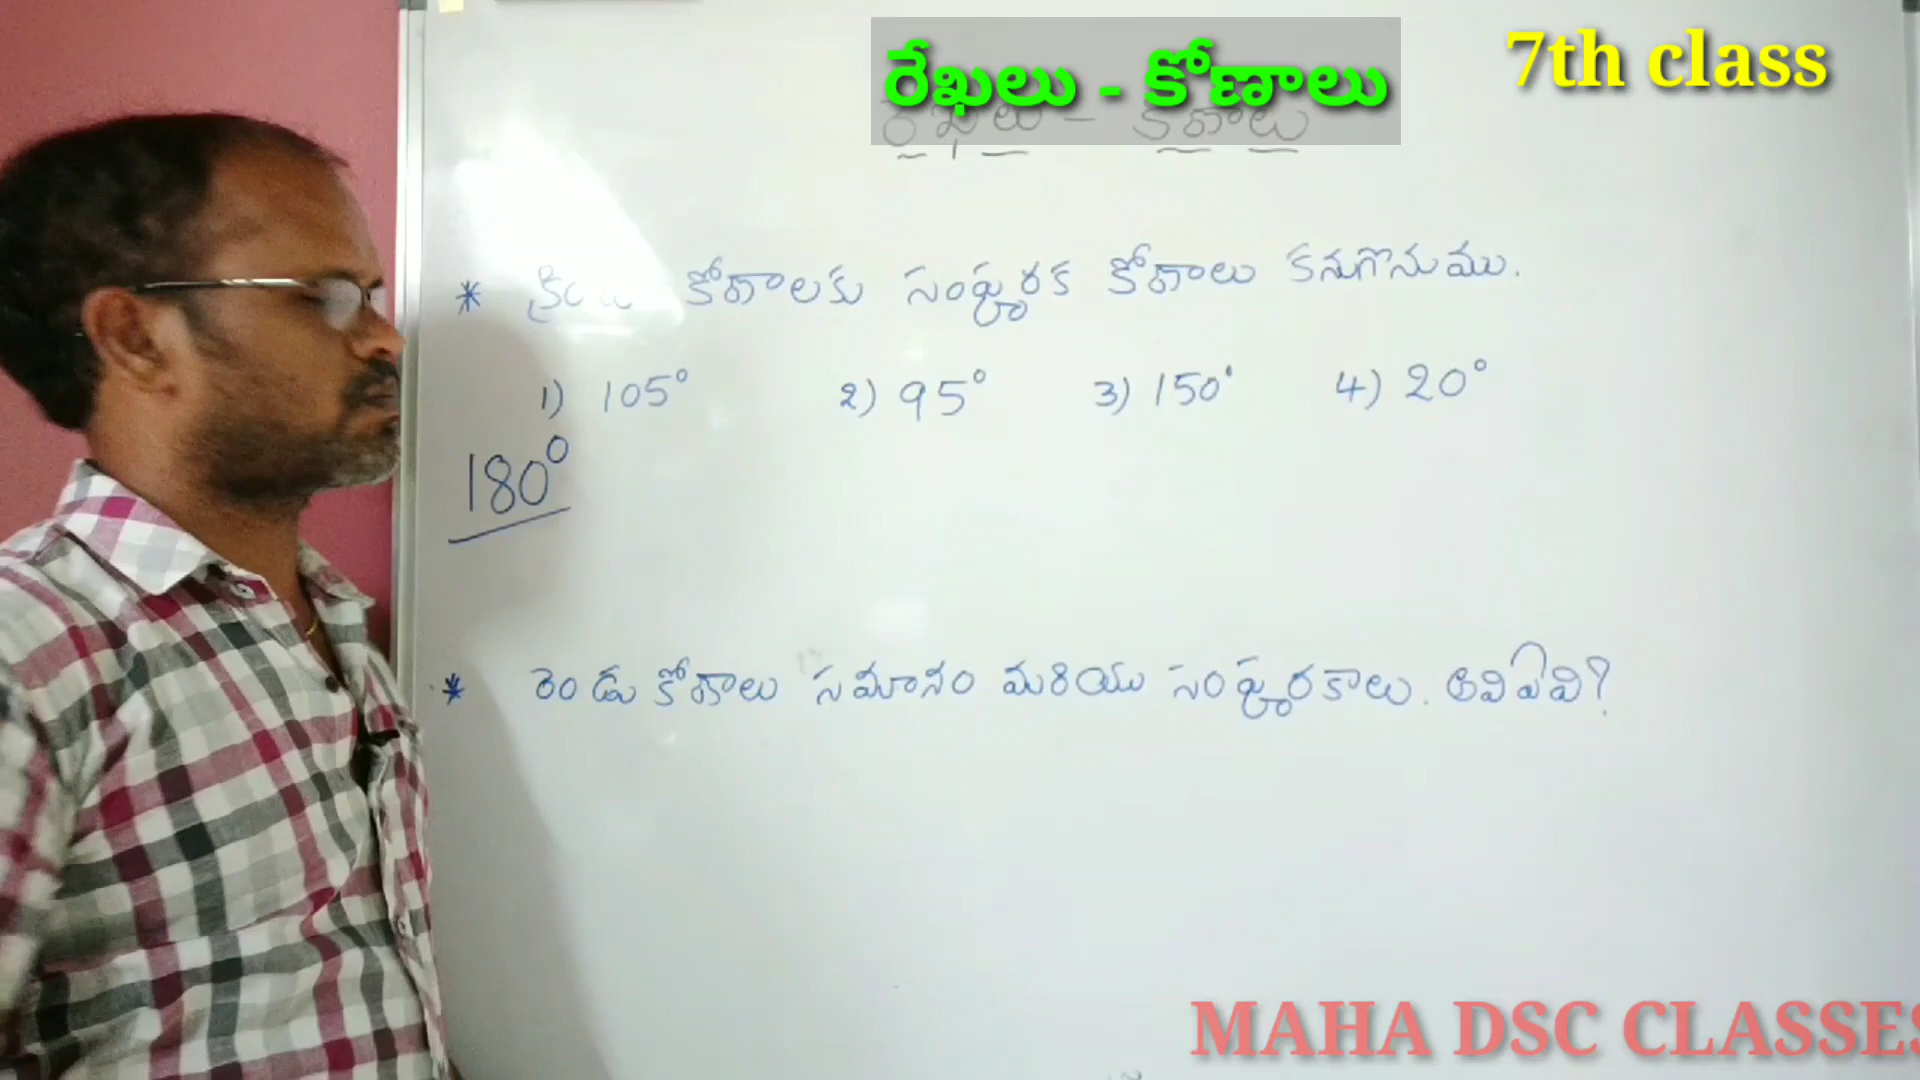 రేఖలు - కోణాలు
7th class
రేఖలు - కోణాలు
* కోణాలకు సంపూరక కోణాలు కనుగొనుము.
1) 105° 2) 95° 3) 150° 4) 20°
180°
* రెండు కోణాలు సమానం మరియు సంపూరకాలు. అవి ఏవి?
MAHA DSC CLASSES